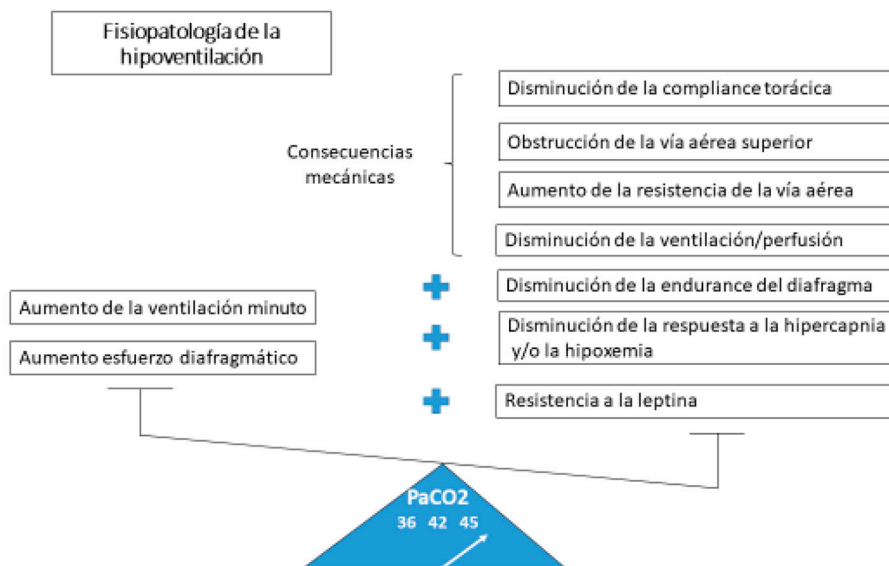 Fisiopatología de la
hipoventilación
Consecuencias
mecánicas
Disminución de la compliance torácica
Obstrucción de la vía aérea superior
Aumento de la resistencia de la vía aérea
Disminución de la ventilación/perfusión
Aumento de la ventilación minuto
Aumento esfuerzo diafragmático
Disminución de la endurance del diafragma
Disminución de la respuesta a la hipercapnia
y/o la hipoxemia
Resistencia a la leptina
PaCO2
36 42 45